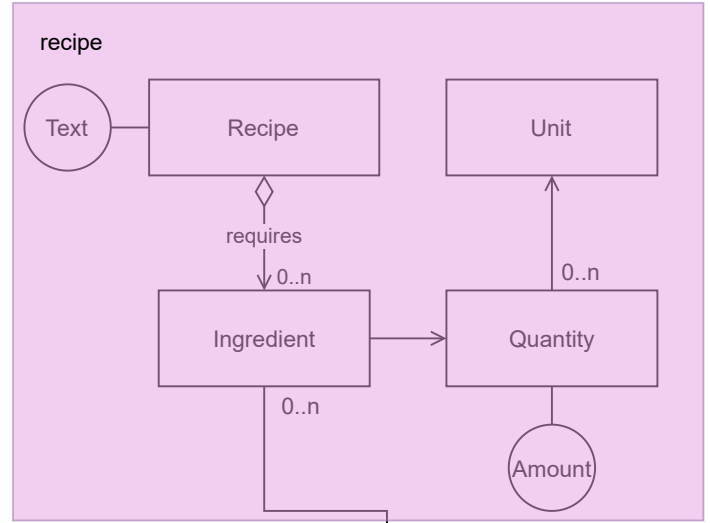 recipe
Text
Recipe
Unit
requires
0..n
0..n
Ingredient
Quantity
0..n
Amount